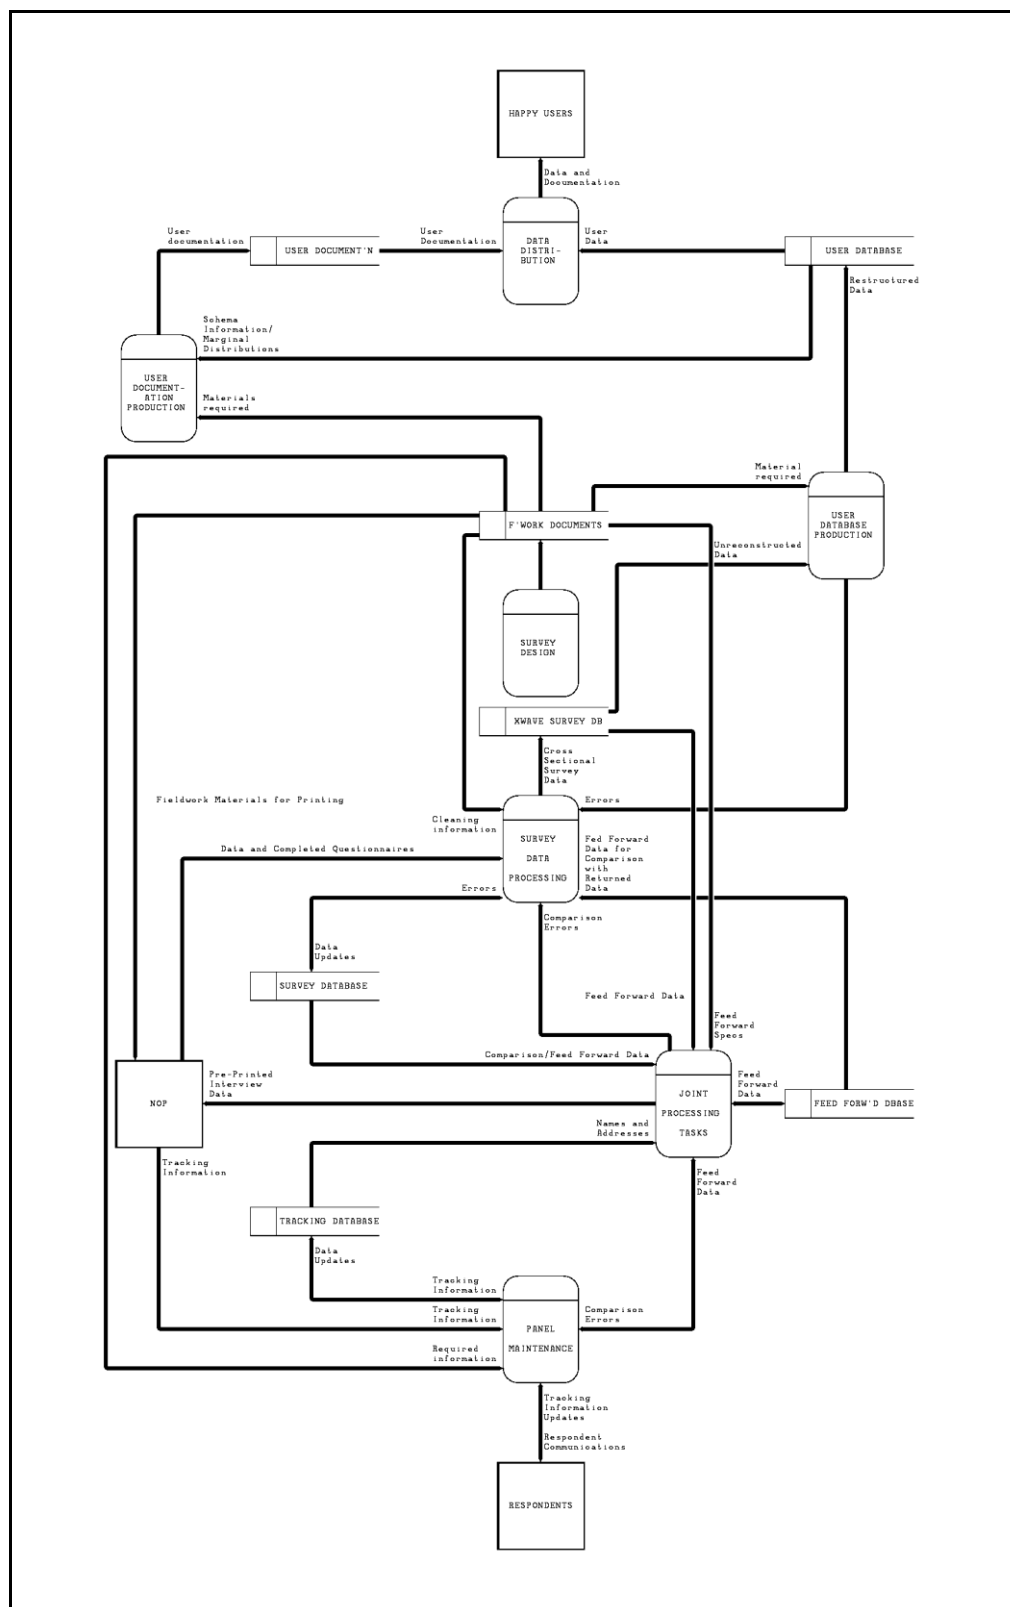 HAPPY USERS
Data and
Documentation
User
documentation
USER DOCUMENT'N
User
Documentation
DATA
DISTRI-
BUTION
User
Data
USER DATABASE
Restructured
Data
Schema
Information/
Marginal
Distributions
USER
DOCUMENT-
ATION
PRODUCTION
Materials
required
Material
required
USER
DATABASE
PRODUCTION
F'WORK DOCUMENTS
Unreconstructed
Data
SURVEY
DESIGN
XWAVE SURVEY DB
Cross
Sectional
Survey
Data
Fieldwork Materials for Printing
Errors
Cleaning
information
SURVEY
DATA
PROCESSING
Fed Forward
Data for
Comparison
with
Returned
Data
Data and Completed Questionnaires
Errors
Comparison
Errors
Data
Updates
SURVEY DATABASE
Feed Forward Data
Feed
Forward
Specs
Comparison/Feed Forward Data
NOP
Pre-Printed
Interview
Data
JOINT
PROCESSING
TASKS
Feed
Forward
Data
FEED FORW'D DBASE
Names and
Addresses
Tracking
Information
Feed
Forward
Data
TRACKING DATABASE
Data
Updates
Tracking
Information
Tracking
Information
Required
information
PANEL
MAINTENANCE
Comparison
Errors
Tracking
Information
Updates
Respondent
Communications
RESPONDENTS